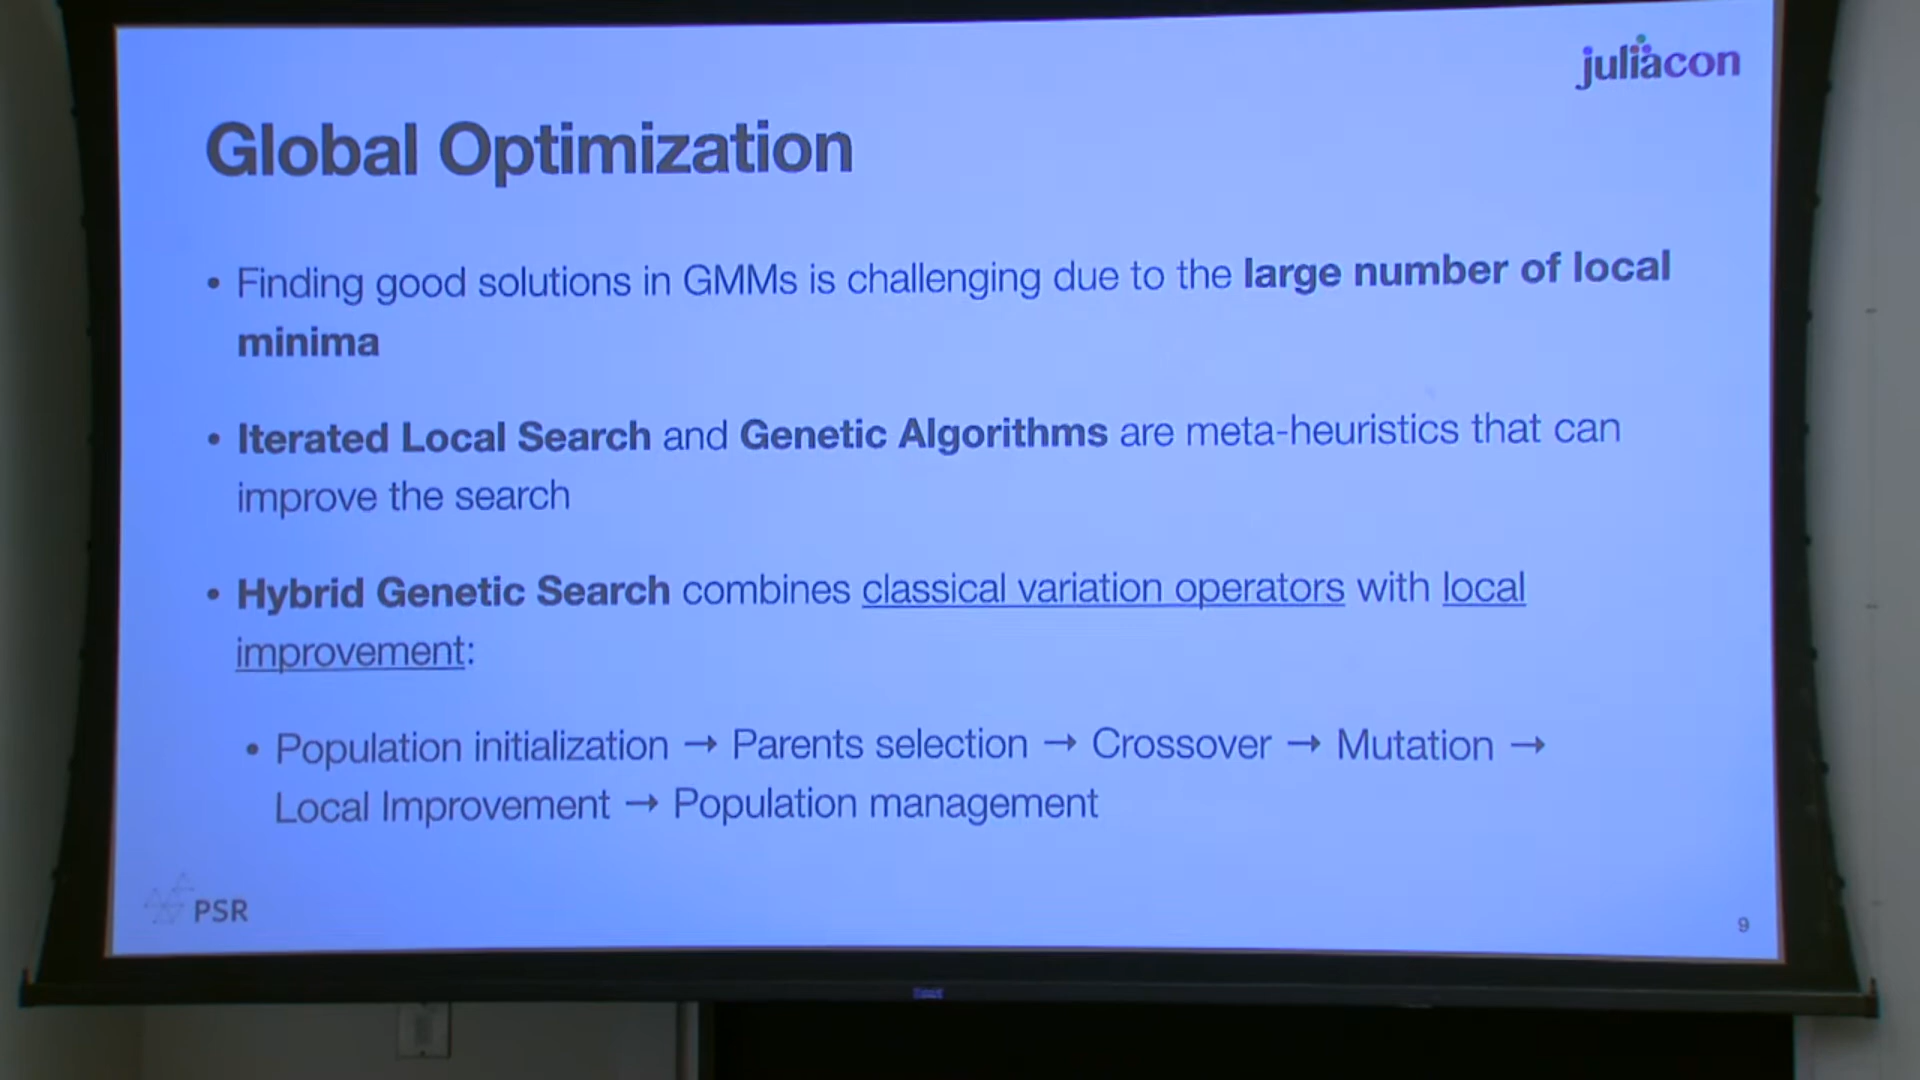 juliacon
Global Optimization
• Finding good solutions in GMMs is challenging due to the large number of local
minima
• Iterated Local Search and Genetic Algorithms are meta-heuristics that can
improve the search
• Hybrid Genetic Search combines classical variation operators with local
improvement:
• Population initialization → Parents selection → Crossover → Mutation →
Local Improvement → Population management
PSR
9